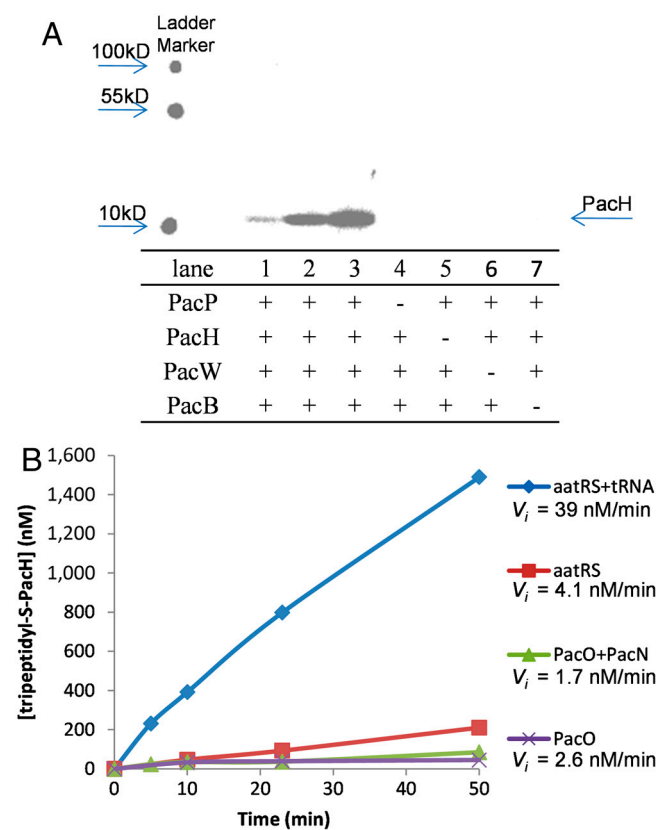 A
Ladder
Marker
100kD
55kD
10kD
PacH
lane 1 2 3 4 5 6 7
PacP + + + - + + +
PacH + + + + - + +
PacW + + + + + - +
PacB + + + + + + -
B
1,600
1,400
1,200
1,000
800
600
400
200
0
[tripeptidyl-S-PacH] (nM)
0 10 20 30 40 50
Time (min)
aatRS+tRNA
Vi = 39 nM/min
aatRS
Vi = 4.1 nM/min
PacO+PacN
Vi = 1.7 nM/min
PacO
Vi = 2.6 nM/min